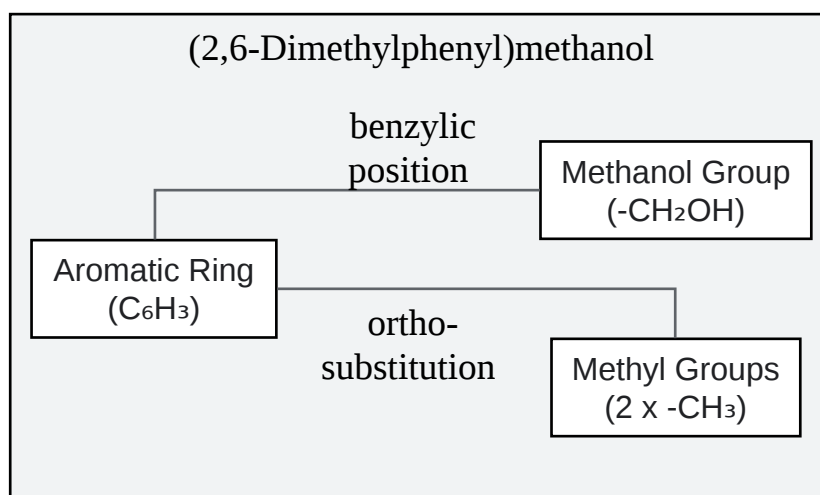 (2,6-Dimethylphenyl)methanol
benzylic
position
Methanol Group
(-CH₂OH)
Aromatic Ring
(C₆H₃)
ortho-
substitution
Methyl Groups
(2 x -CH₃)